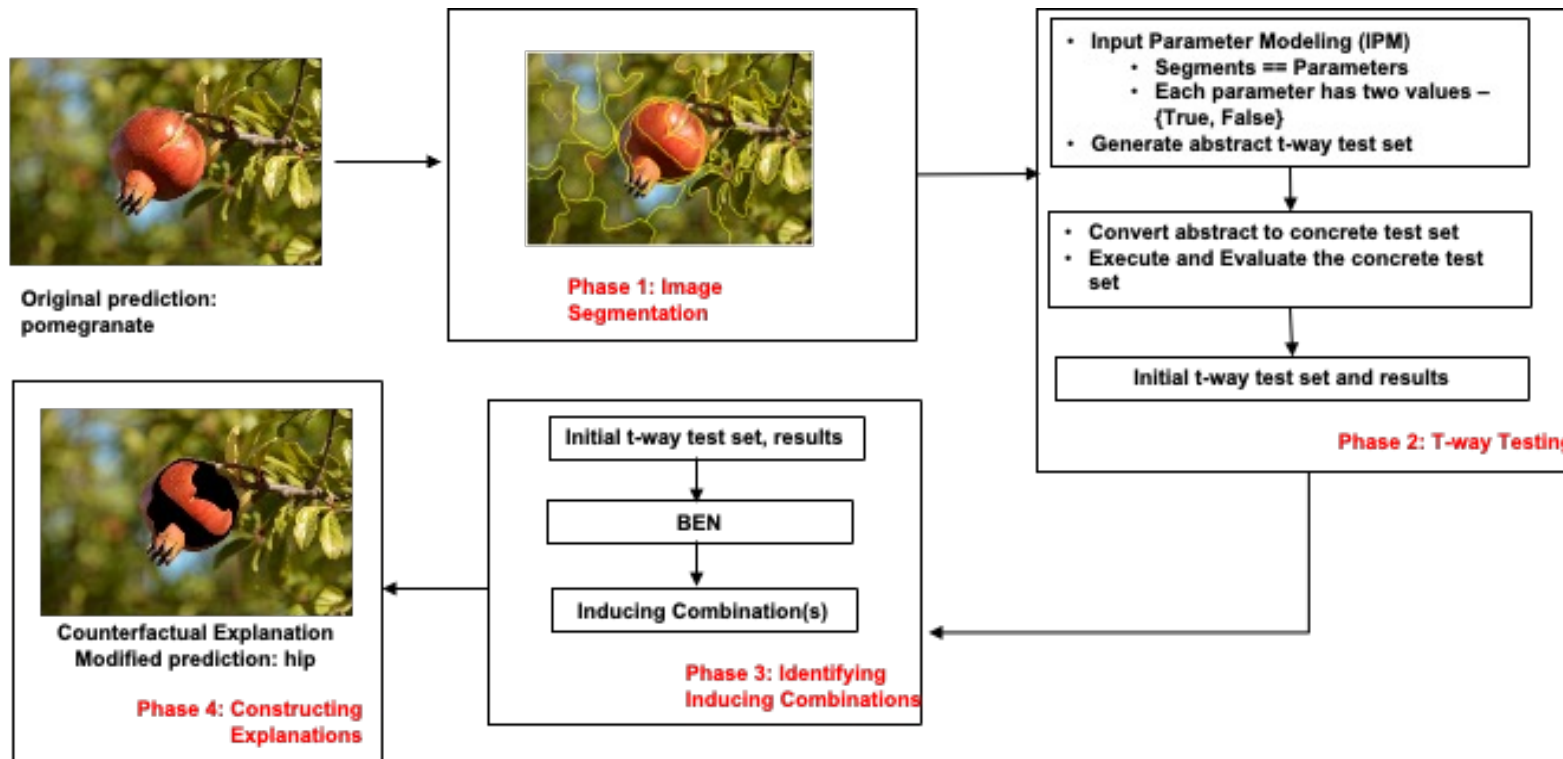 Original prediction:
pomegranate
Phase 1: Image
Segmentation
• Input Parameter Modeling (IPM)
• Segments == Parameters
• Each parameter has two values –
{True, False}
• Generate abstract t-way test set
• Convert abstract to concrete test set
• Execute and Evaluate the concrete test
set
Initial t-way test set and results
Phase 2: T-way Testing
Initial t-way test set, results
BEN
Inducing Combination(s)
Phase 3: Identifying
Inducing Combinations
Counterfactual Explanation
Modified prediction: hip
Phase 4: Constructing
Explanations